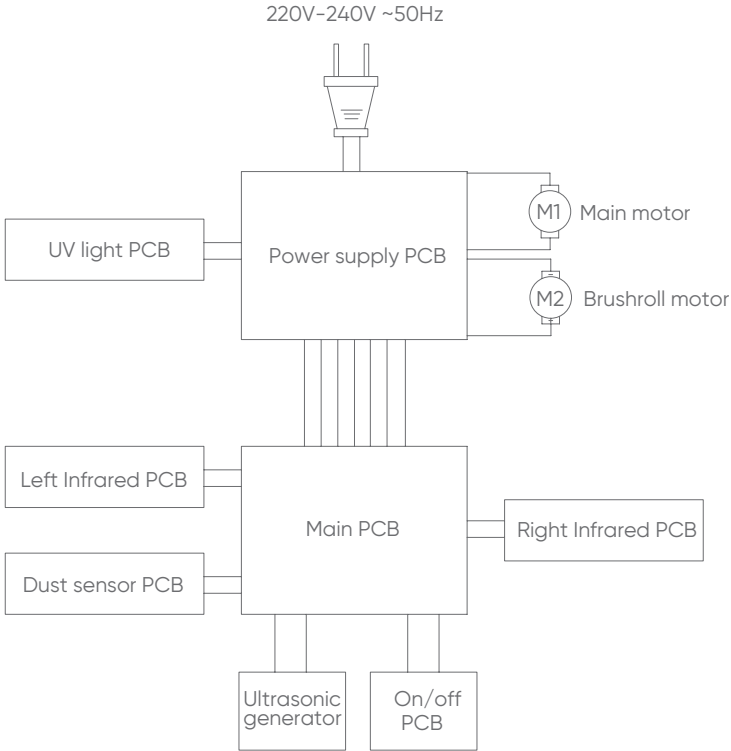 220V-240V ~50Hz
M1
Main motor
UV light PCB
Power supply PCB
M2
Brushroll motor
Left Infrared PCB
Main PCB
Right Infrared PCB
Dust sensor PCB
Ultrasonic
generator
On/off
PCB